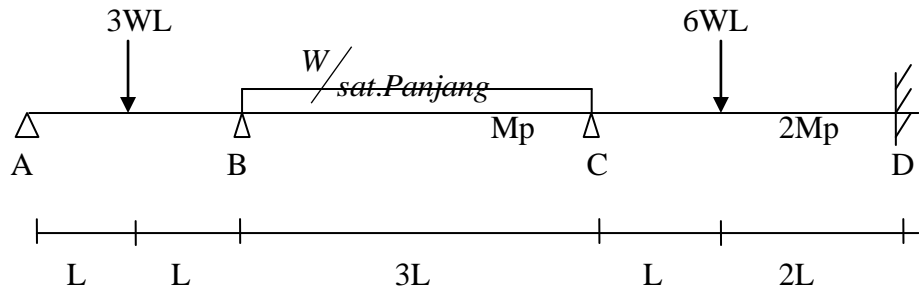 3WL 6WL
W/sat.Panjang
Mp 2Mp
A B C D
L L 3L L 2L